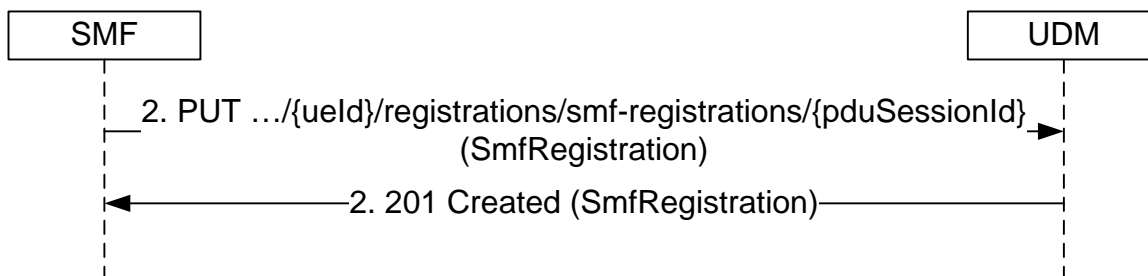 SMF
UDM
2. PUT …/{ueId}/registrations/smf-registrations/{pduSessionId}
(SmfRegistration)
2. 201 Created (SmfRegistration)